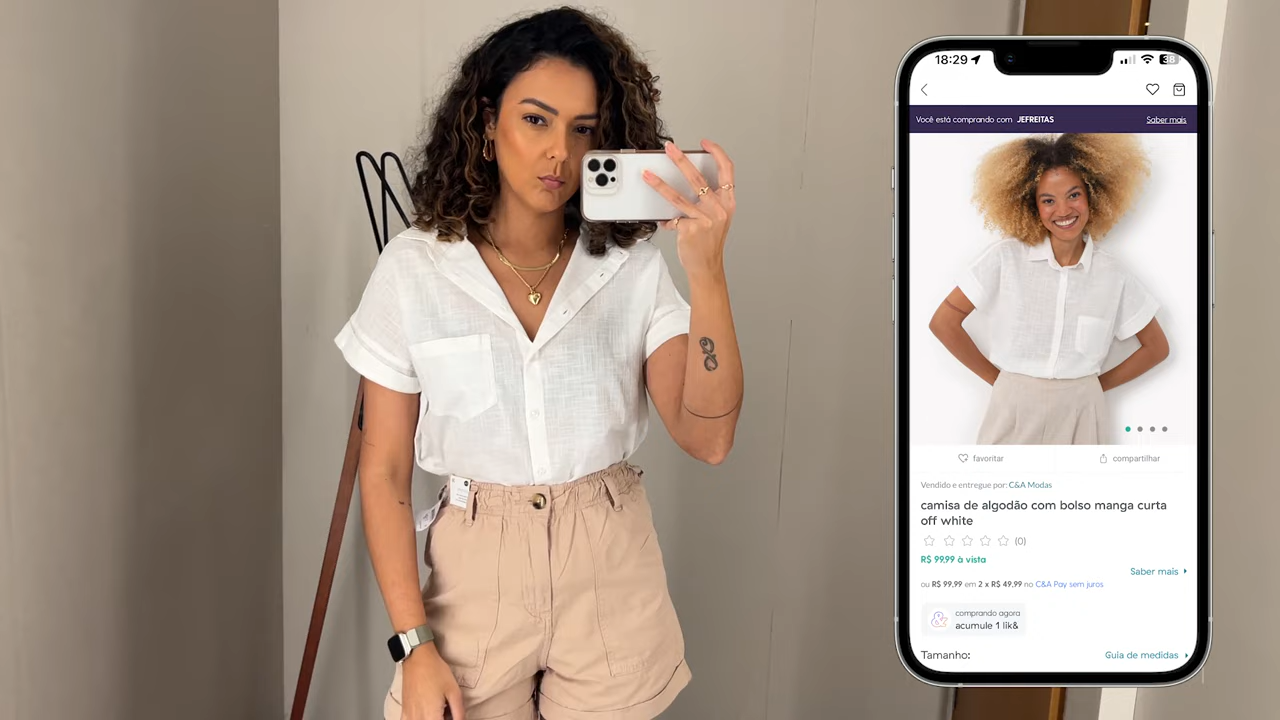 18:29
38
Você está comprando com JEFREITAS
Saber mais
favoritar
compartilhar
Vendido e entregue por: C&A Modas
camisa de algodão com bolso manga curta
off white
(0)
R$ 99,99 à vista
Saber mais
ou R$ 99,99 em 2 x R$ 49,99 no C&A Pay sem juros
comprando agora
acumule 1 lik&
Tamanho:
Guia de medidas